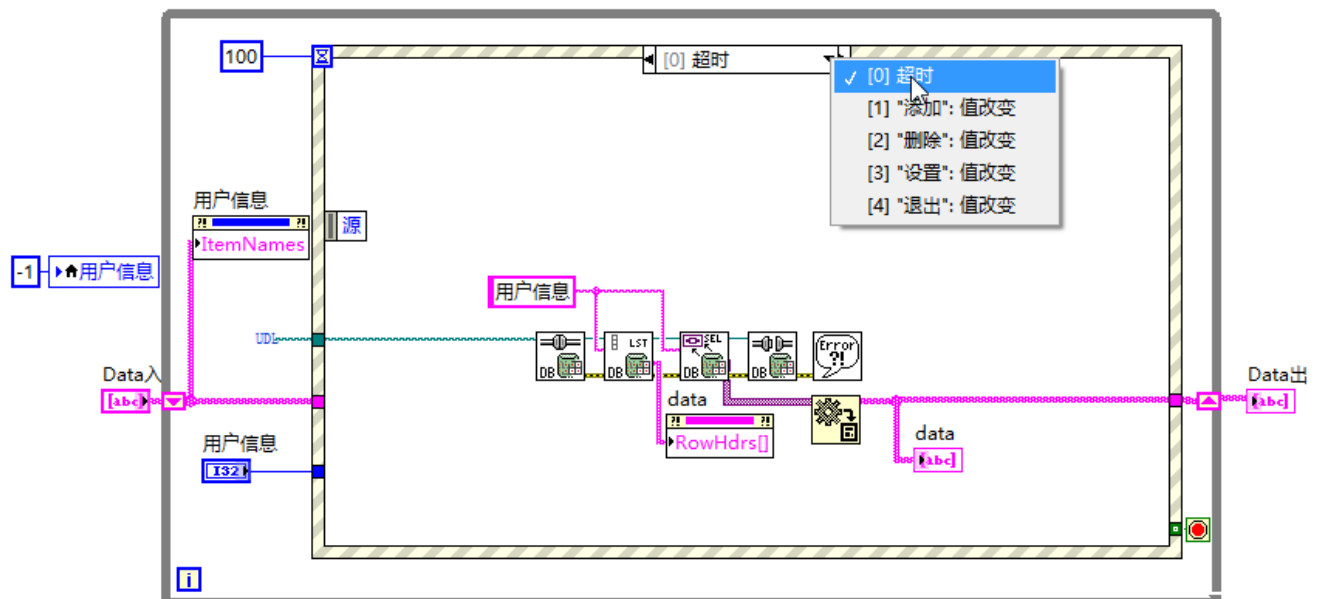 100
[0] 超时
[0] 超时
[1] "添加": 值改变
[2] "删除": 值改变
[3] "设置": 值改变
[4] "退出": 值改变
用户信息
?! ?!
ItemNames
源
-1
用户信息
用户信息
UDL
DB
LST
DB
SEL
DB
DB
Error
?!
Data入
[abc]
data
?! ?!
RowHdrs[]
data
[abc]
Data出
[abc]
用户信息
I32
i